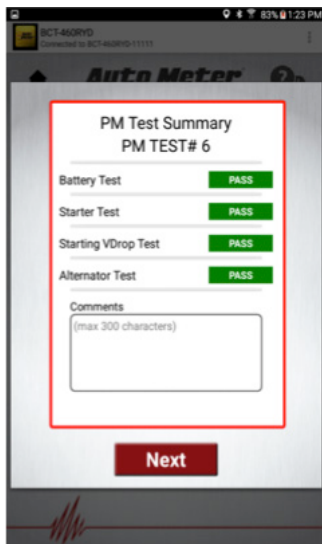 83% 1:23 PM
BCT-460RYD
Connected to BCT-460RYD-11111
Auto Meter
PM Test Summary
PM TEST# 6
Battery Test PASS
Starter Test PASS
Starting VDrop Test PASS
Alternator Test PASS
Comments
(max 300 characters)
Next